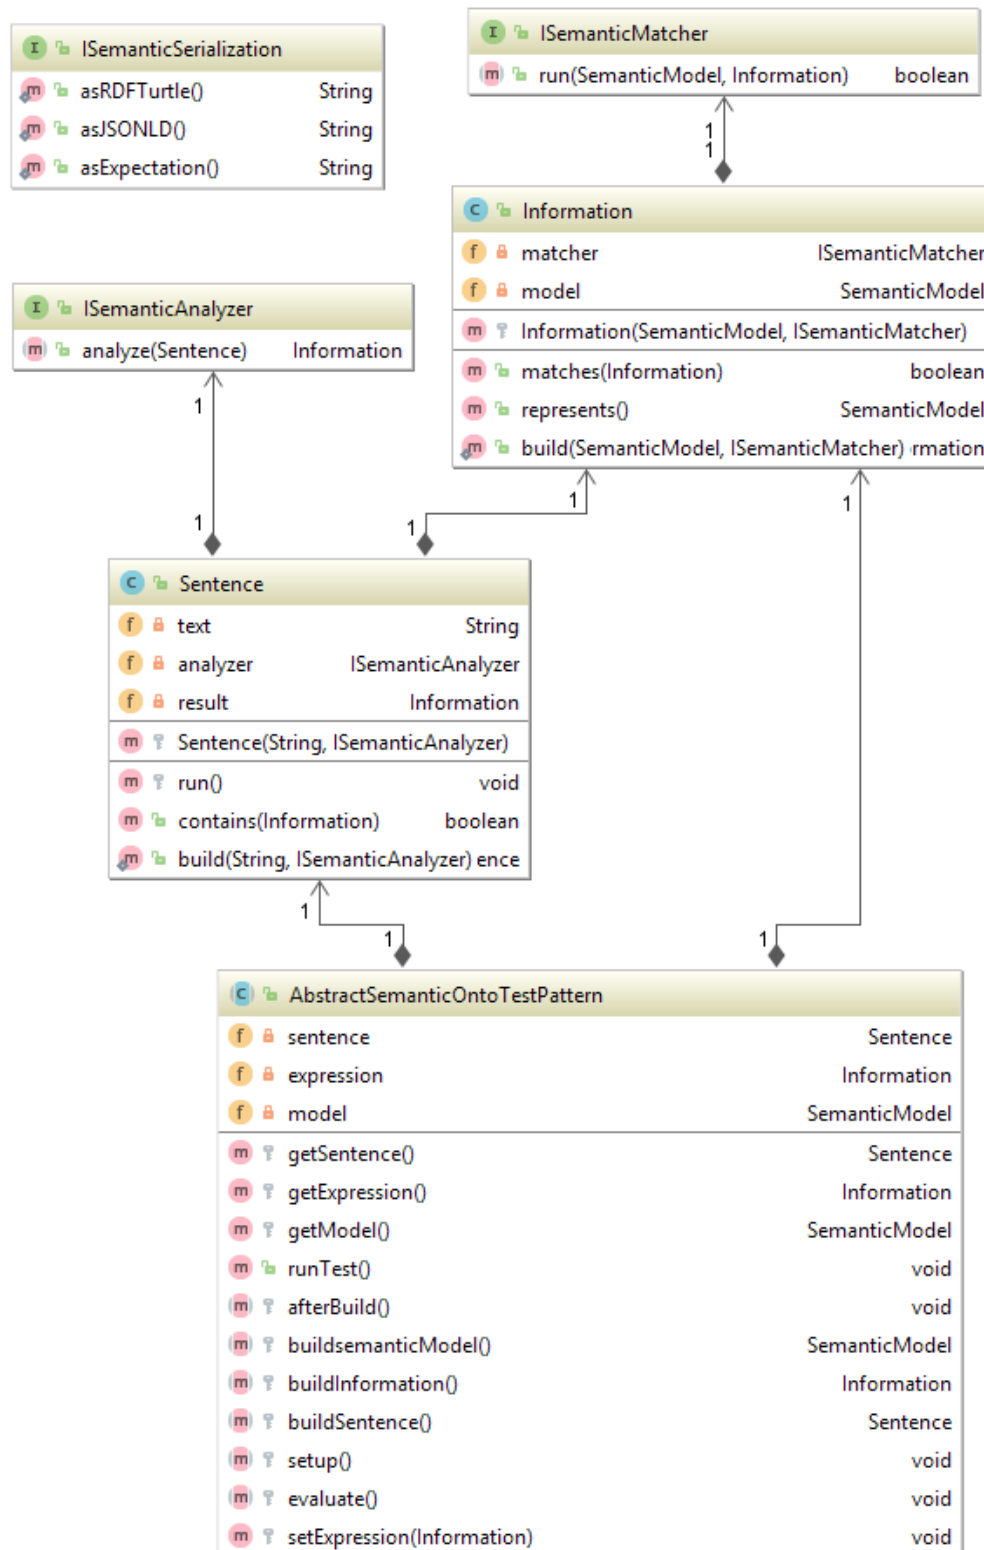 I ISemanticSerialization
m asRDFTurtle() String
m asJSONLD() String
m asExpectation() String
I ISemanticMatcher
m run(SemanticModel, Information) boolean
1
1
C Information
f matcher ISemanticMatcher
f model SemanticModel
m Information(SemanticModel, ISemanticMatcher)
m matches(Information) boolean
m represents() SemanticModel
m build(SemanticModel, ISemanticMatcher) rmation
I ISemanticAnalyzer
m analyze(Sentence) Information
1
1
1
1
1
C Sentence
f text String
f analyzer ISemanticAnalyzer
f result Information
m Sentence(String, ISemanticAnalyzer)
m run() void
m contains(Information) boolean
m build(String, ISemanticAnalyzer) ence
1
1
1
C AbstractSemanticOntoTestPattern
f sentence Sentence
f expression Information
f model SemanticModel
m getSentence() Sentence
m getExpression() Information
m getModel() SemanticModel
m runTest() void
m afterBuild() void
m buildsemanticModel() SemanticModel
m buildInformation() Information
m buildSentence() Sentence
m setup() void
m evaluate() void
m setExpression(Information) void